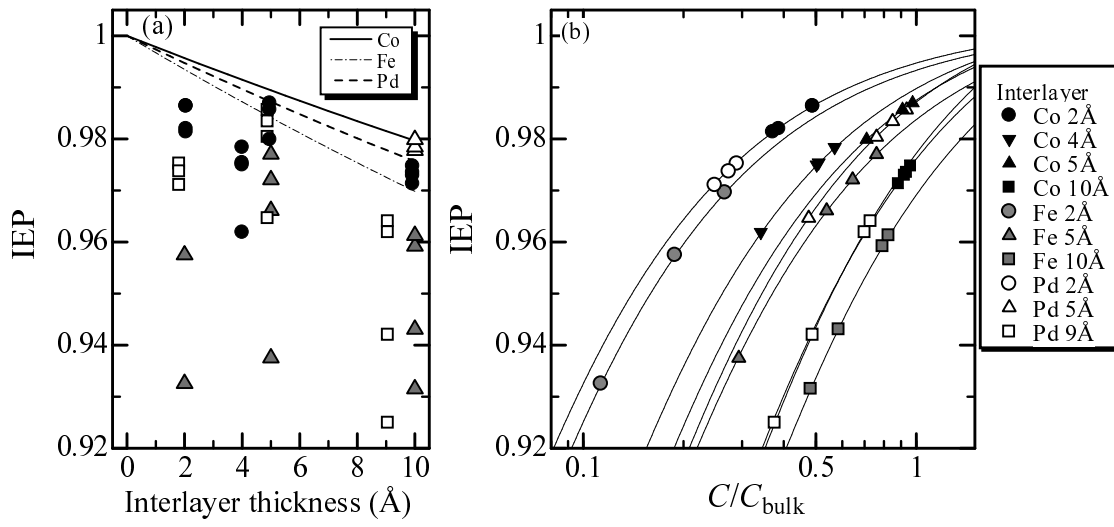 (a)
Co
Fe
Pd
1
0.98
0.96
0.94
0.92
IEP
0 2 4 6 8 10
Interlayer thickness (Å)
(b)
1
0.98
0.96
0.94
0.92
IEP
0.1 0.5 1
C/Cbulk
Interlayer
Co 2Å
Co 4Å
Co 5Å
Co 10Å
Fe 2Å
Fe 5Å
Fe 10Å
Pd 2Å
Pd 5Å
Pd 9Å